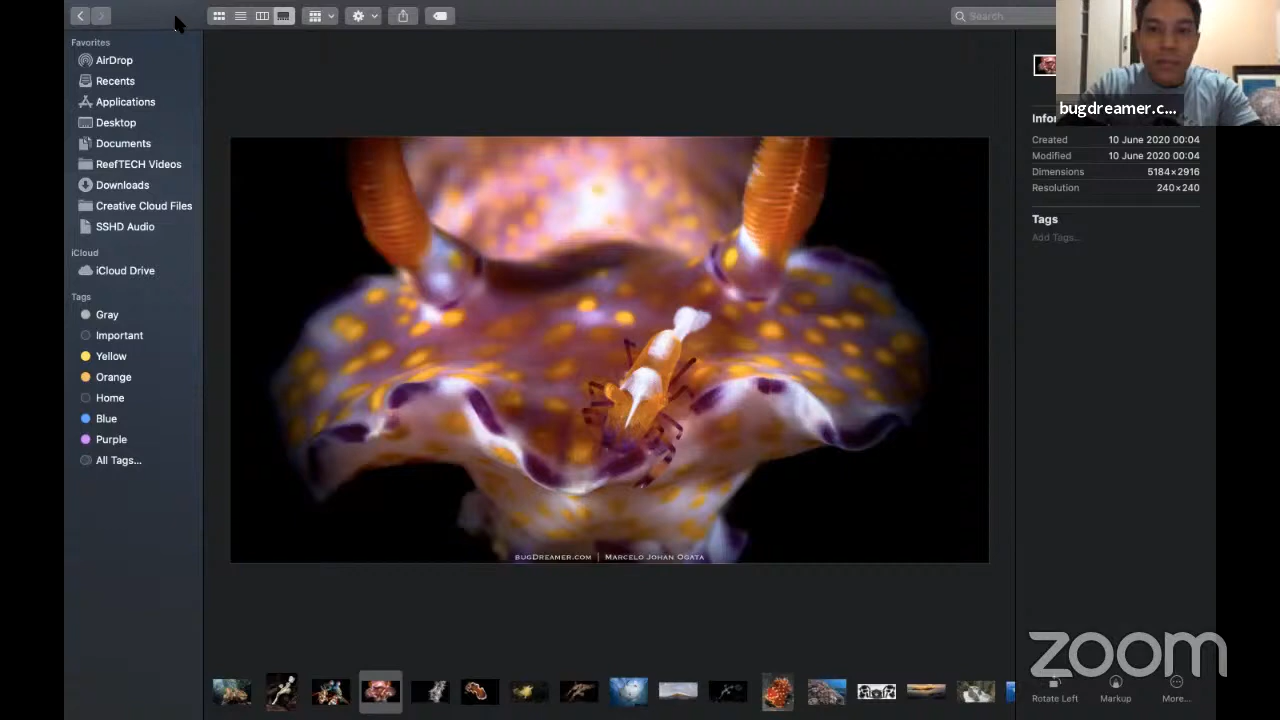 Search
Favorites
AirDrop
Recents
Applications
Desktop
Documents
ReefTECH Videos
Downloads
Creative Cloud Files
SSHD Audio
iCloud
iCloud Drive
Tags
Gray
Important
Yellow
Orange
Home
Blue
Purple
All Tags...
bugDreamer.com | Marcelo Johan Ogata
bugdreamer.c...
Created 10 June 2020 00:04
Modified 10 June 2020 00:04
Dimensions 5184×2916
Resolution 240×240
Tags
Add Tags...
zoom
Rotate Left
Markup
More...